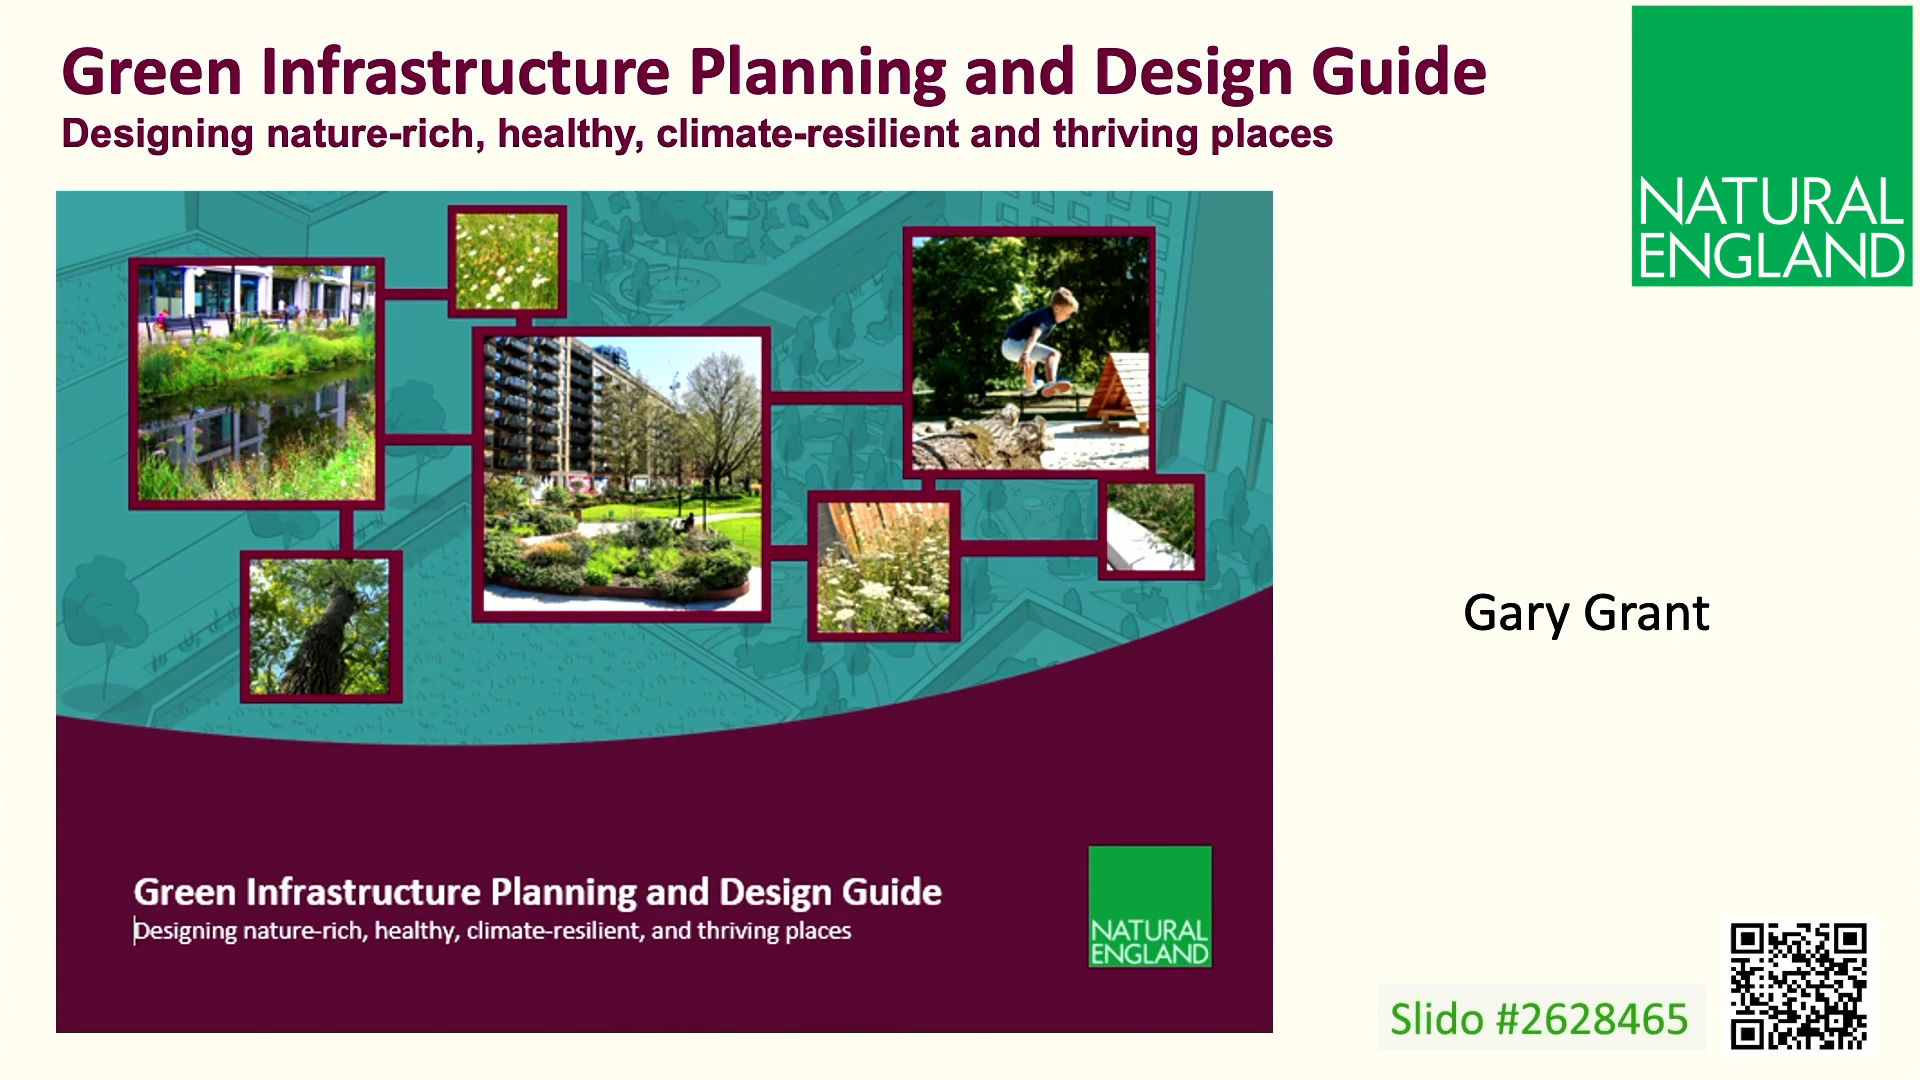 Green Infrastructure Planning and Design Guide
Designing nature-rich, healthy, climate-resilient and thriving places
NATURAL
ENGLAND
Gary Grant
Green Infrastructure Planning and Design Guide
Designing nature-rich, healthy, climate-resilient, and thriving places
NATURAL
ENGLAND
Slido #2628465